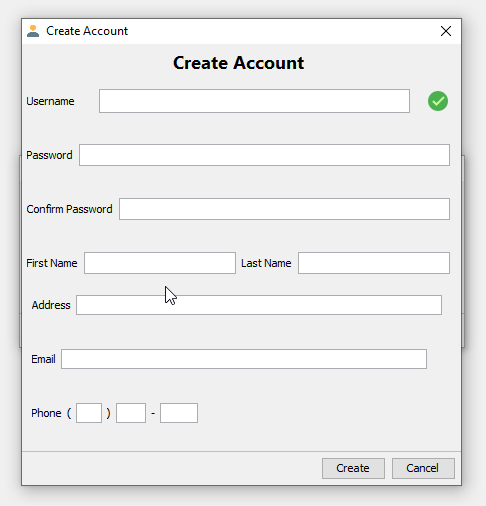 Create Account
Create Account
Username
Password
Confirm Password
First Name Last Name
Address
Email
Phone ( ) -
Create Cancel